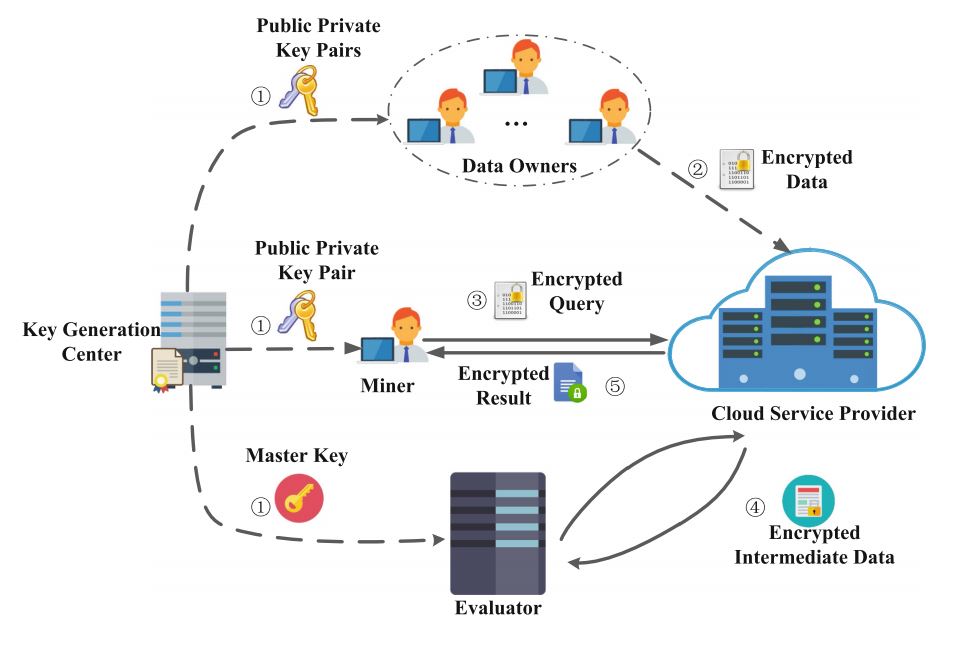 Public Private
Key Pairs
①
...
Data Owners
②
Encrypted
Data
Public Private
Key Pair
①
Key Generation
Center
Miner
③
Encrypted
Query
Encrypted
Result
⑤
Cloud Service Provider
Master Key
①
Evaluator
④
Encrypted
Intermediate Data